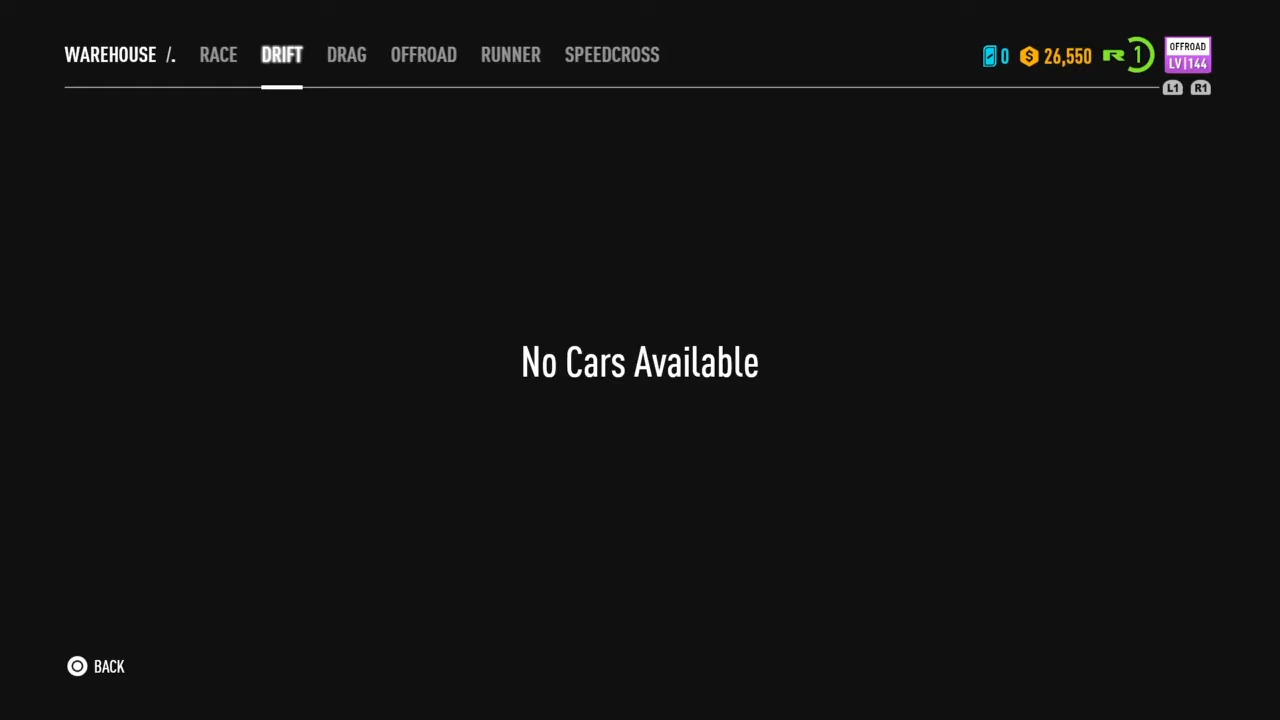 WAREHOUSE /. RACE DRIFT DRAG OFFROAD RUNNER SPEEDCROSS 0 26,550 R 1 OFFROAD
LV|144
L1 R1
No Cars Available
BACK